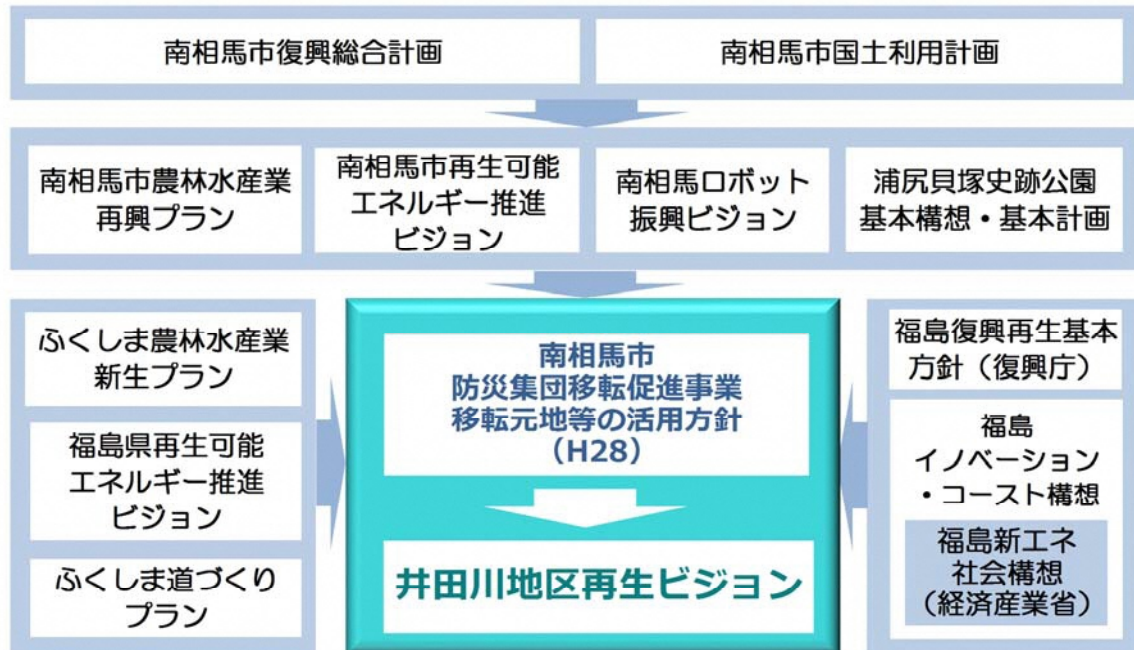 南相馬市復興総合計画
南相馬市国土利用計画
南相馬市農林水産業
再興プラン
南相馬市再生可能
エネルギー推進
ビジョン
南相馬ロボット
振興ビジョン
浦尻貝塚史跡公園
基本構想・基本計画
ふくしま農林水産業
新生プラン
福島県再生可能
エネルギー推進
ビジョン
ふくしま道づくり
プラン
南相馬市
防災集団移転促進事業
移転元地等の活用方針
（H28）
井田川地区再生ビジョン
福島復興再生基本
方針（復興庁）
福島
イノベーション
・コースト構想
福島新エネ
社会構想
（経済産業省）